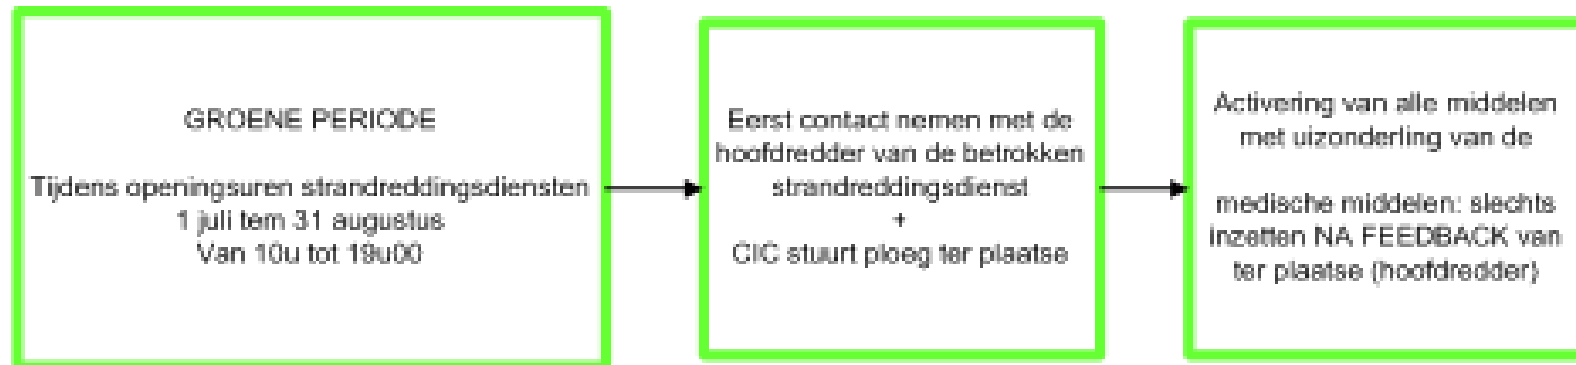 GROENE PERIODE
Tijdens openingsuren strandreddingsdiensten
1 juli tem 31 augustus
Van 10u tot 19u00
Eerst contact nemen met de
hoofdredder van de betrokken
strandreddingsdienst
+
CIC stuurt ploeg ter plaatse
Activering van alle middelen
met uizonderling van de
medische middelen: slechts
inzetten NA FEEDBACK van
ter plaatse (hoofdredder)